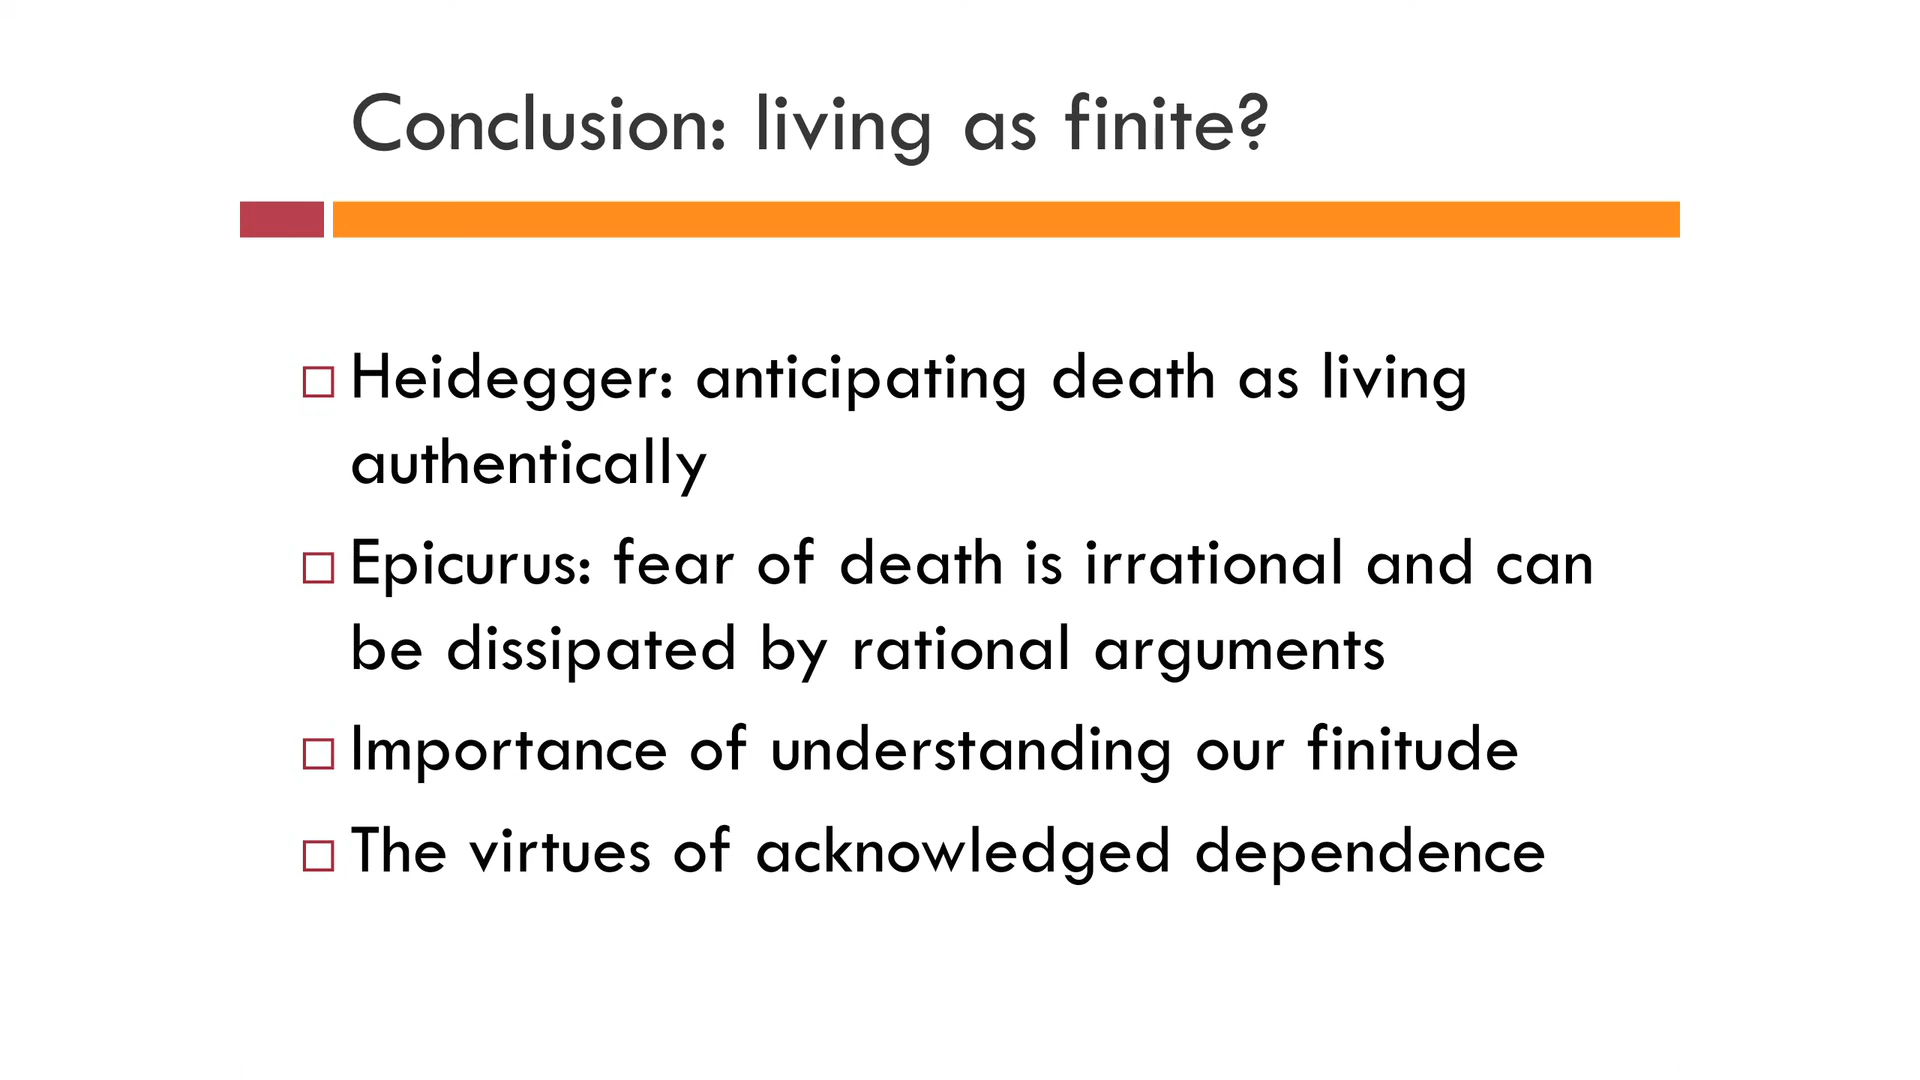 Conclusion: living as finite?
Heidegger: anticipating death as living
authentically
Epicurus: fear of death is irrational and can
be dissipated by rational arguments
Importance of understanding our finitude
The virtues of acknowledged dependence